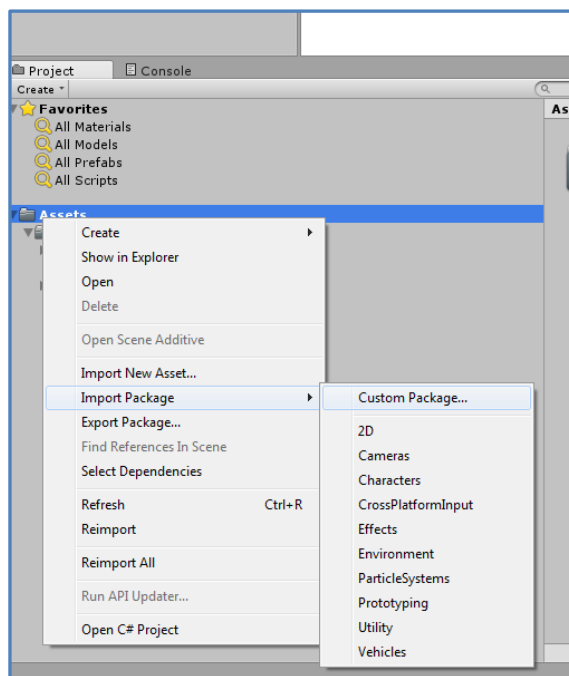 Project
Console
Create
Favorites
All Materials
All Models
All Prefabs
All Scripts
As
Assets
Create
Show in Explorer
Open
Delete
Open Scene Additive
Import New Asset...
Import Package
Export Package...
Find References In Scene
Select Dependencies
Refresh Ctrl+R
Reimport
Reimport All
Run API Updater...
Open C# Project
Custom Package...
2D
Cameras
Characters
CrossPlatformInput
Effects
Environment
ParticleSystems
Prototyping
Utility
Vehicles